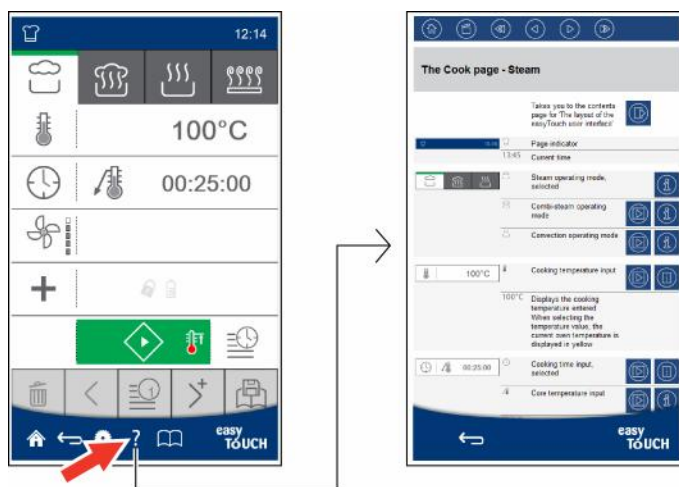 12:14
100°C
00:25:00
+
1
?
easy
TOUCH
The Cook page - Steam
Takes you to the contents
page for 'The layout of the
easyTouch user interface'
Page indicator
13:45 Current time
Steam operating mode,
selected
Combi-steam operating
mode
Convection operating mode
100°C
Cooking temperature input
100°C Displays the cooking
temperature entered
When selecting the
temperature value, the
current oven temperature is
displayed in yellow
00:25:00
Cooking time input,
selected
Core temperature input
easy
TOUCH